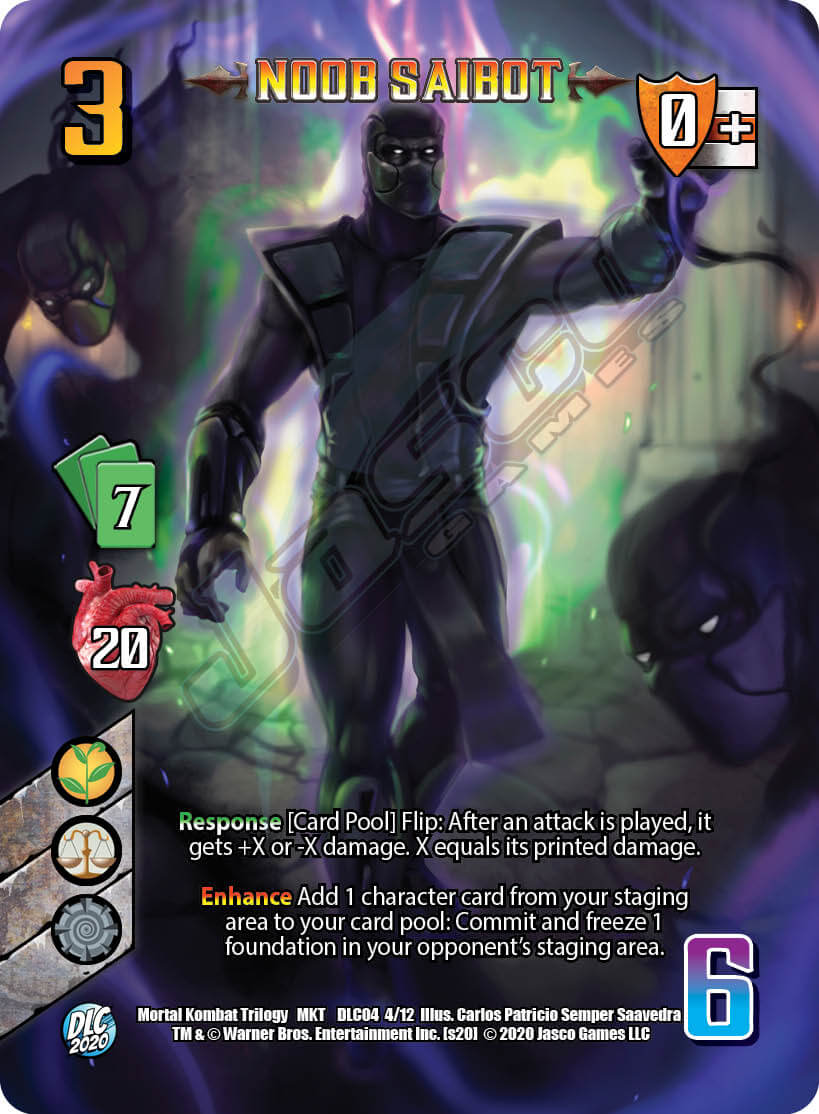 3
NOOB SAIBOT
0 +
JASCO
GAMES
7
20
Response [Card Pool] Flip: After an attack is played, it
gets +X or -X damage. X equals its printed damage.
Enhance Add 1 character card from your staging
area to your card pool: Commit and freeze 1
foundation in your opponent's staging area.
6
DLC
2020
Mortal Kombat Trilogy MKT DLC04 4/12 Illus. Carlos Patricio Semper Saavedra
TM & © Warner Bros. Entertainment Inc. [s20] © 2020 Jasco Games LLC